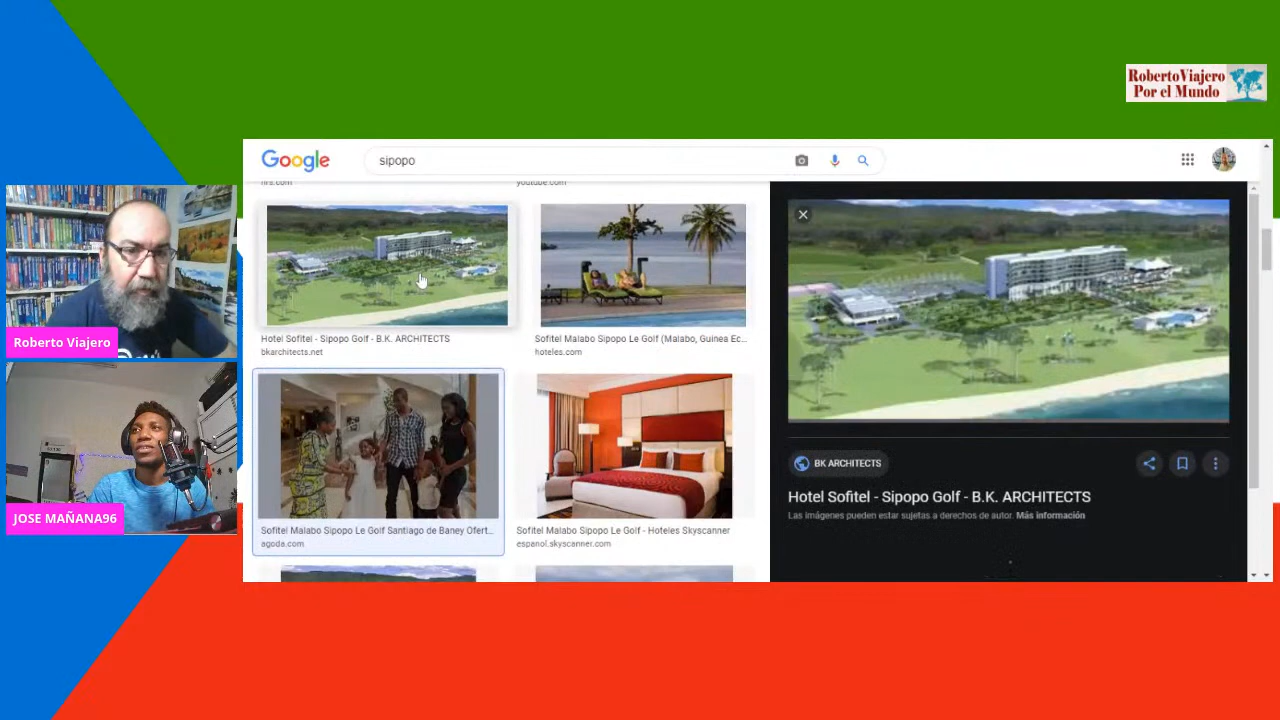 RobertoViajero
Por el Mundo
Google
sipopo
nrs.com
youtube.com
Hotel Sofitel - Sipopo Golf - B.K. ARCHITECTS
bkarchitects.net
Sofitel Malabo Sipopo Le Golf (Malabo, Guinea Ec...
hoteles.com
Roberto Viajero
BK ARCHITECTS
Hotel Sofitel - Sipopo Golf - B.K. ARCHITECTS
Las imágenes pueden estar sujetas a derechos de autor. Más información
JOSE MAÑANA96
Sofitel Malabo Sipopo Le Golf Santiago de Baney Ofert...
agoda.com
Sofitel Malabo Sipopo Le Golf - Hoteles Skyscanner
espanol.skyscanner.com